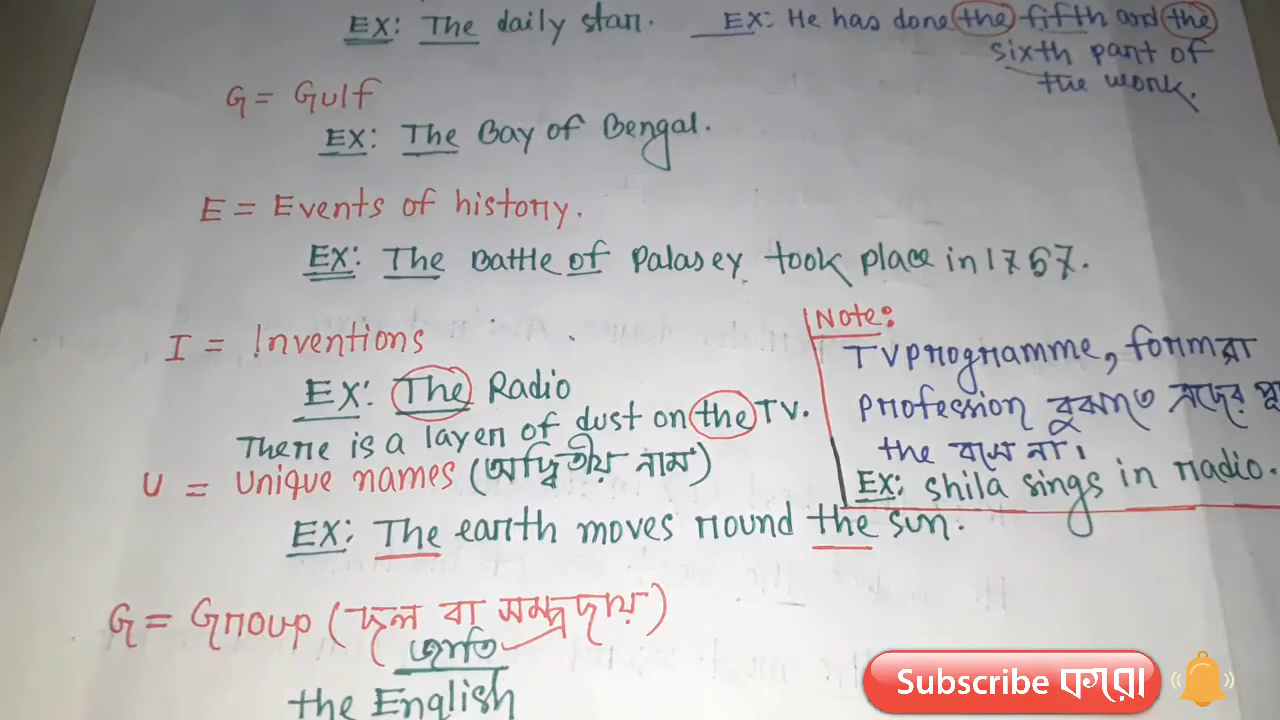 EX: The daily star. EX: He has done the fifth and the
sixth part of
the work.
G = Gulf
EX: The Bay of Bengal.
E = Events of history.
EX: The Battle of Palasey took place in 1757.
I = Inventions
EX: The Radio
There is a layer of dust on the TV.
Note:
TV programme, form বা
profession বুঝাতে এদের পূ
the বসে না।
EX: Shila sings in radio.
U = Unique names (অদ্বিতীয় নাম)
EX: The earth moves round the sun.
G = Group (দল বা সম্প্রদায়)
জাতি
the English
Subscribe করো